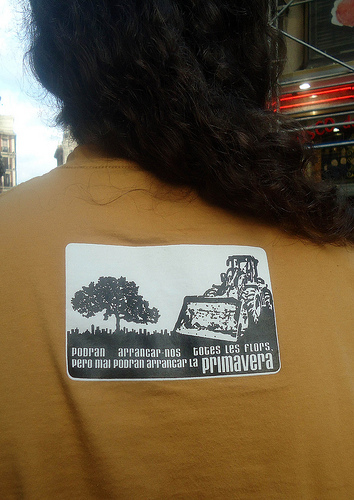 PODRAN ARRANCAR-NOS TOTES LES FLORS,
PERO MAI PODRAN ARRANCAR LA PRIMAVERA